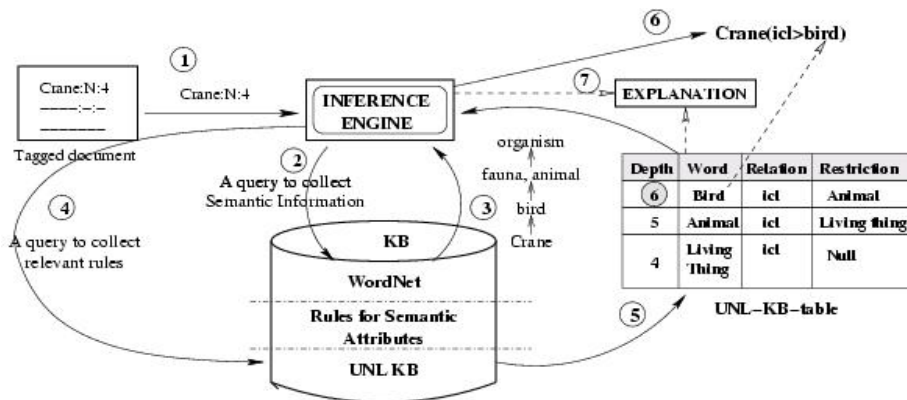 6
Crane(icl>bird)
1
Crane:N:4
----:-:-
Crane:N:4
7
INFERENCE
ENGINE
EXPLANATION
Tagged document
organism
fauna, animal
bird
Crane
2
A query to collect
Semantic Information
3
4
A query to collect
relevant rules
Depth Word Relation Restriction
6 Bird icl Animal
5 Animal icl Living thing
4 Living Thing icl Null
UNL-KB-table
KB
WordNet
Rules for Semantic
Attributes
UNL KB
5